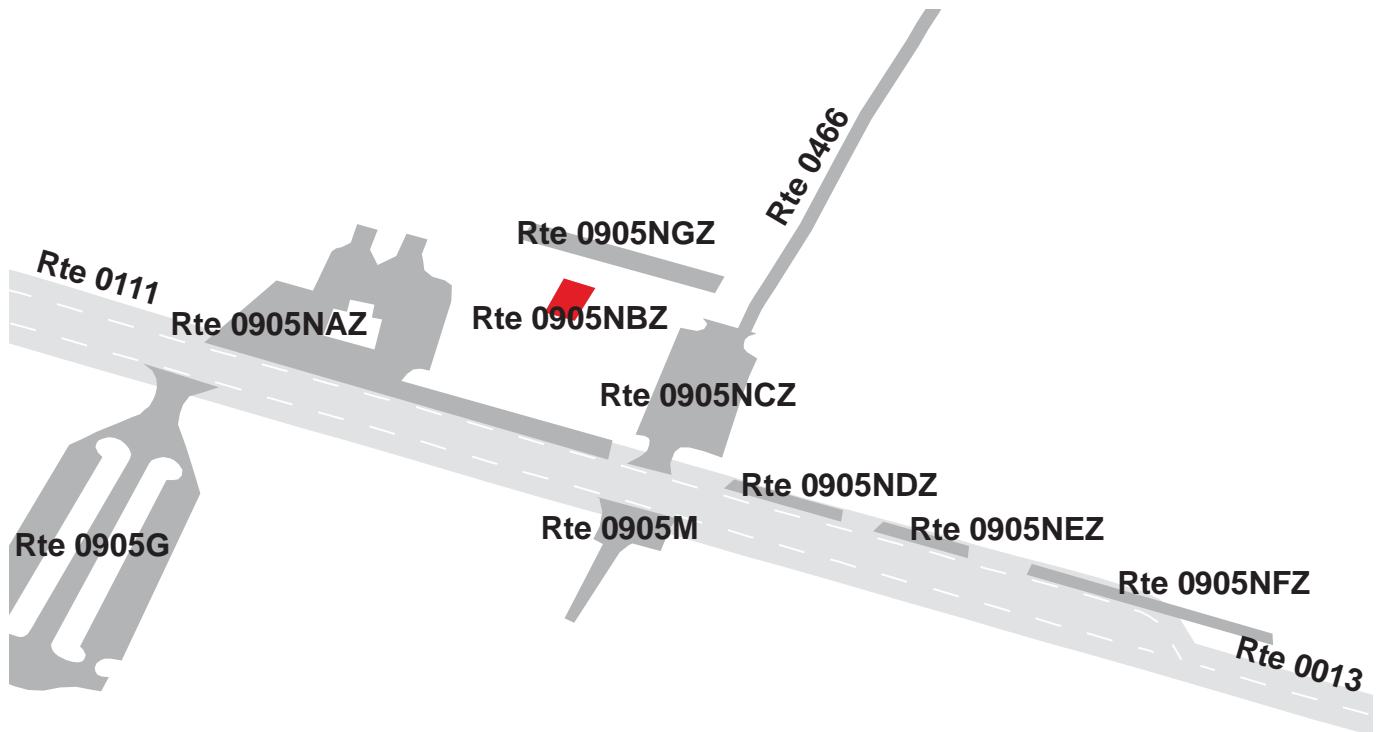 Rte 0466
Rte 0905NGZ
Rte 0111
Rte 0905NAZ
Rte 0905NBZ
Rte 0905NCZ
Rte 0905NDZ
Rte 0905M
Rte 0905NEZ
Rte 0905G
Rte 0905NFZ
Rte 0013